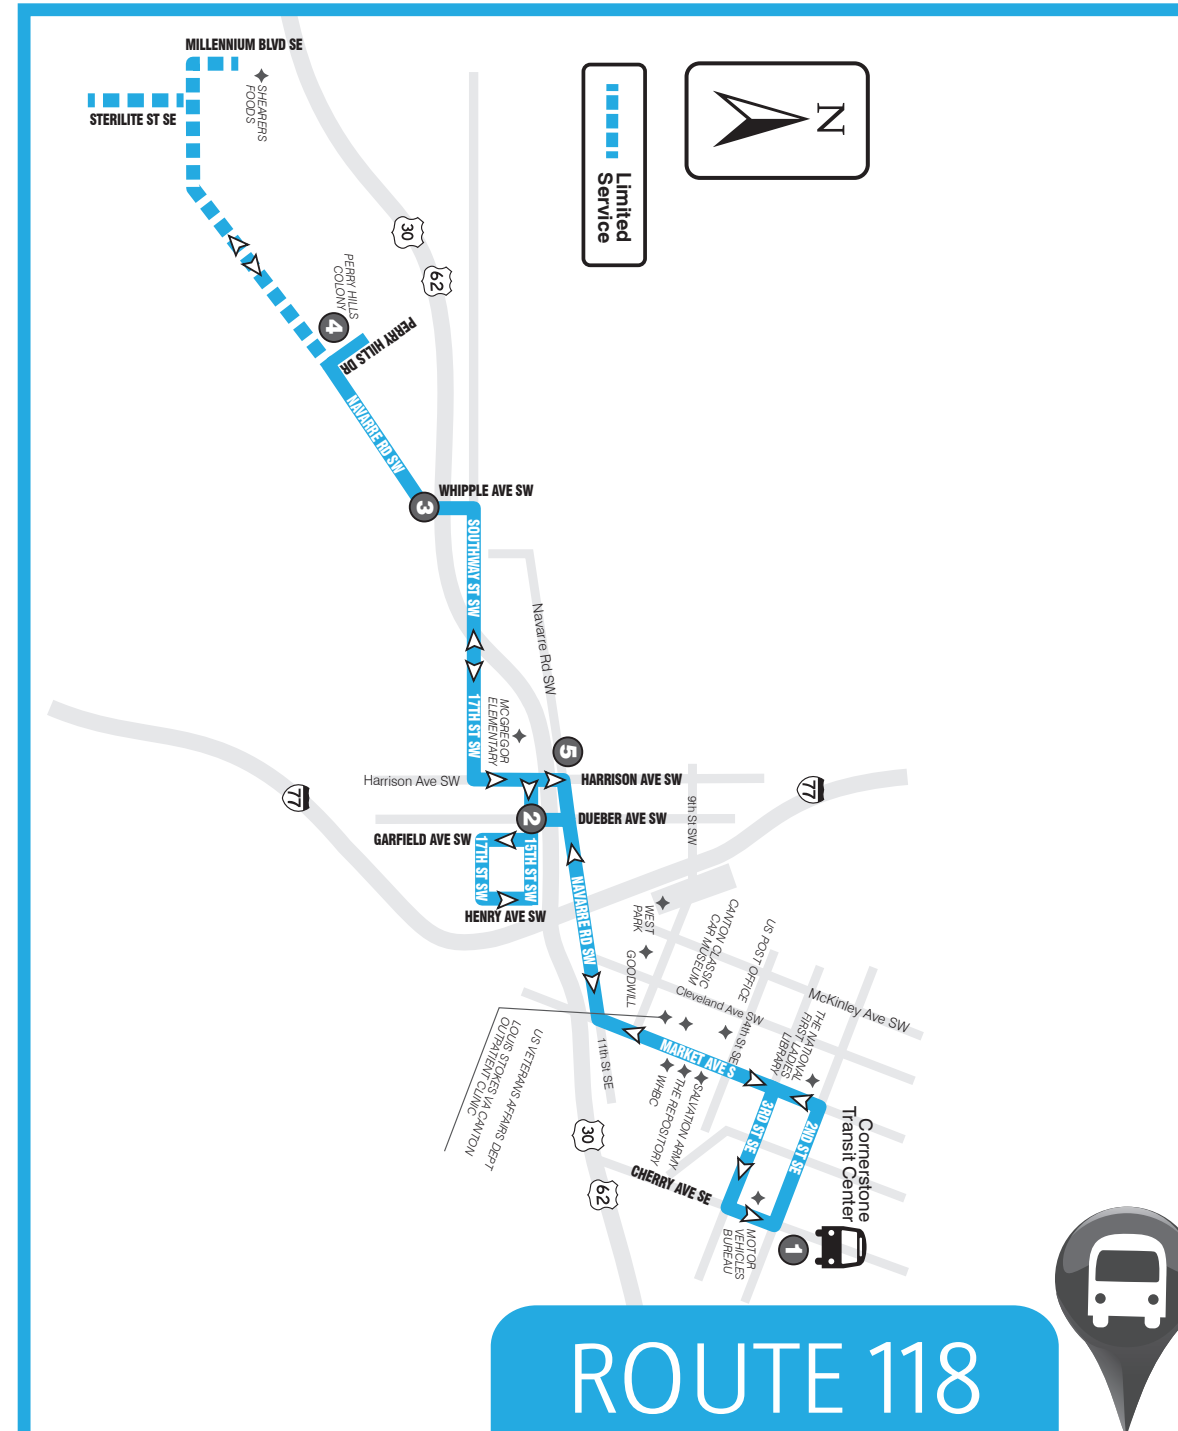 MILLENNIUM BLVD SE
SHEARERS
FOODS
STERILITE ST SE
Limited
Service
N
30
62
PERRY HILLS
COLONY
4
PERRY HILLS DR
NAVARRE RD SW
WHIPPLE AVE SW
3
SOUTHWAY ST SW
Navarre Rd SW
17TH ST SW
MCGREGOR
ELEMENTARY
5
Harrison Ave SW
HARRISON AVE SW
77
77
9th St SW
2
DUEBER AVE SW
GARFIELD AVE SW
17TH ST SW
15TH ST SW
HENRY AVE SW
NAVARRE RD SW
WEST
PARK
GOODWILL
CANTON CLASSIC
CAR MUSEUM
US POST OFFICE
Cleveland Ave SW
McKinley Ave SW
4th St SE
THE NATIONAL
FIRST LADIES
LIBRARY
MARKET AVE S
11th St SE
US VETERANS AFFAIRS DEPT
LOUIS STOKES VA CANTON
OUTPATIENT CLINIC
SALVATION ARMY
THE REPOSITORY
WHBC
3RD ST SE
2ND ST SE
Cornerstone
Transit Center
30
62
CHERRY AVE SE
MOTOR
VEHICLES
BUREAU
1
ROUTE 118